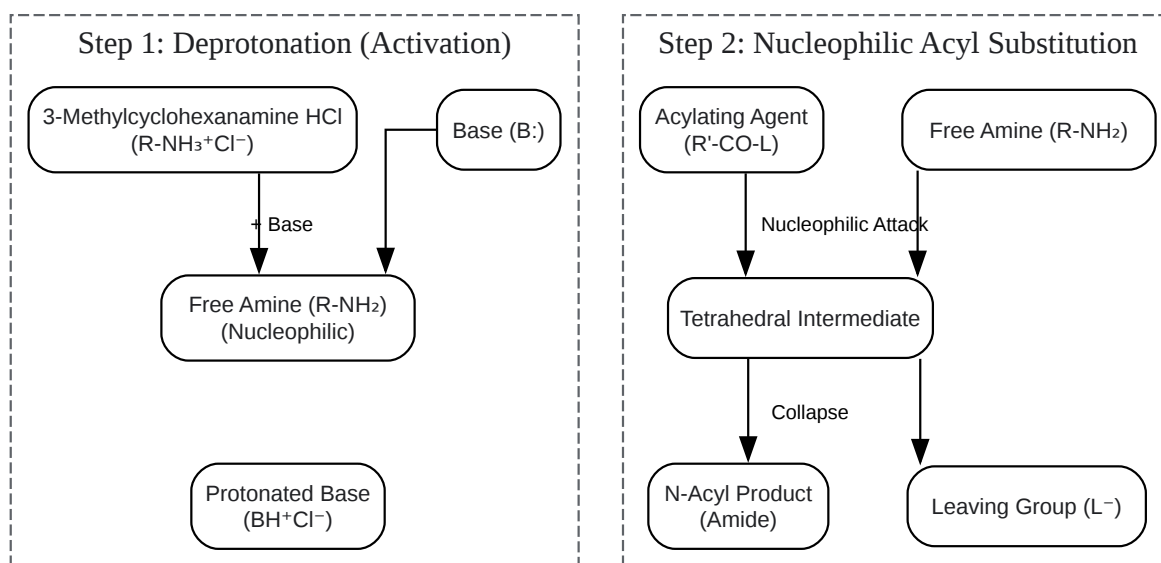 Step 1: Deprotonation (Activation)
3-Methylcyclohexanamine HCl
(R-NH₃⁺Cl⁻)
Base (B:)
+ Base
Free Amine (R-NH₂)
(Nucleophilic)
Protonated Base
(BH⁺Cl⁻)
Step 2: Nucleophilic Acyl Substitution
Acylating Agent
(R'-CO-L)
Free Amine (R-NH₂)
Nucleophilic Attack
Tetrahedral Intermediate
Collapse
N-Acyl Product
(Amide)
Leaving Group (L⁻)